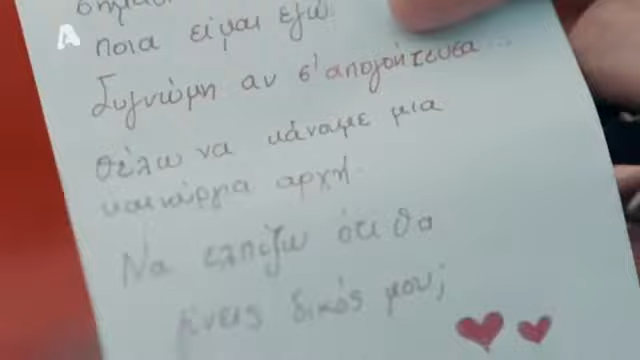 ποια είμαι εγώ
Συγνώμη αν σ' απογοήτευσα...
θέλω να κάναμε μια
καινούργια αρχή.
Να ελπίζω ότι θα
γίνεις δικός μου;
A